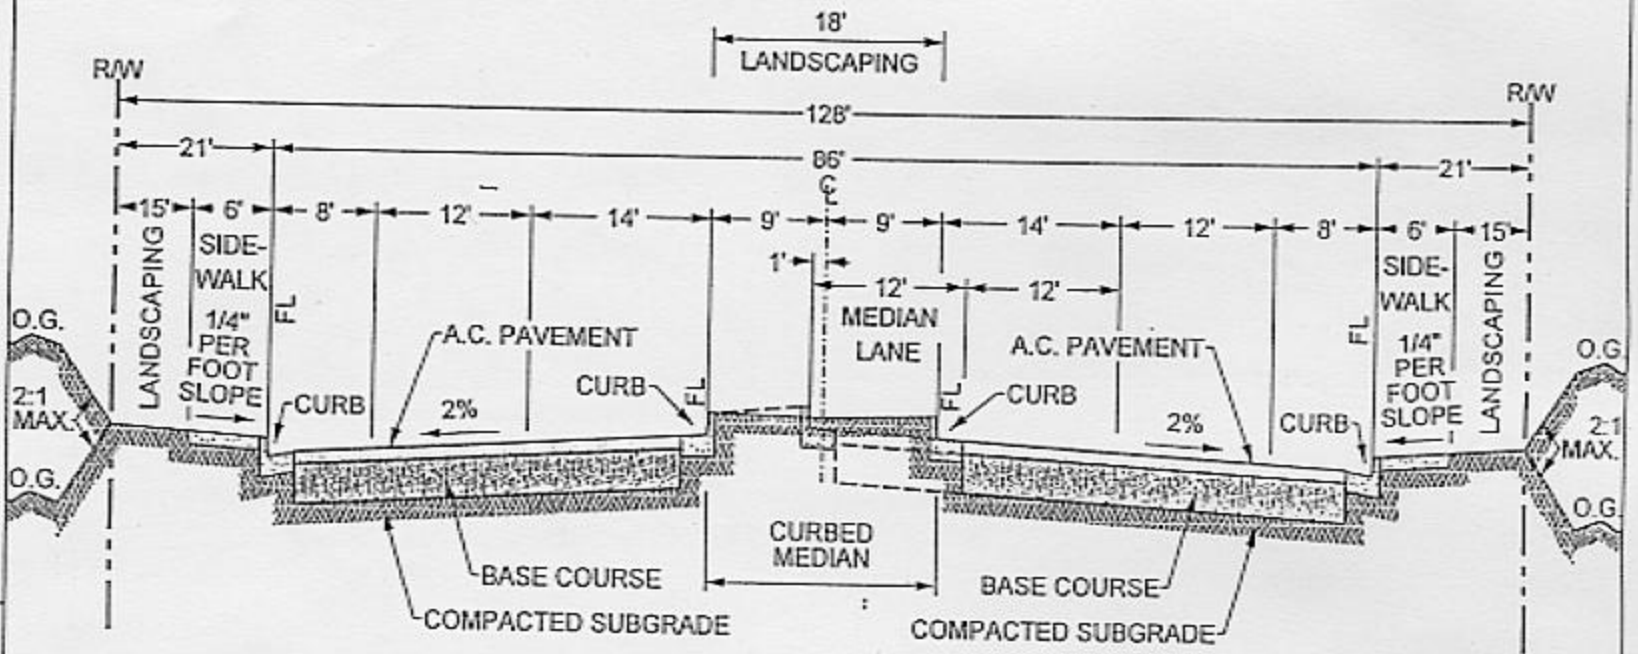 18'
LANDSCAPING
R/W
R/W
128'
21'
86'
21'
C
L
15'
6'
8'
12'
14'
9'
9'
14'
12'
8'
6'
15'
LANDSCAPING
SIDE-
WALK
1/4"
PER
FOOT
SLOPE
FL
1'
12'
12'
MEDIAN
LANE
FL
SIDE-
WALK
1/4"
PER
FOOT
SLOPE
LANDSCAPING
O.G.
2:1
MAX.
O.G.
A.C. PAVEMENT
A.C. PAVEMENT
CURB
2%
CURB
FL
FL
CURB
2%
CURB
O.G.
2:1
MAX.
O.G.
CURBED
MEDIAN
BASE COURSE
COMPACTED SUBGRADE
BASE COURSE
COMPACTED SUBGRADE